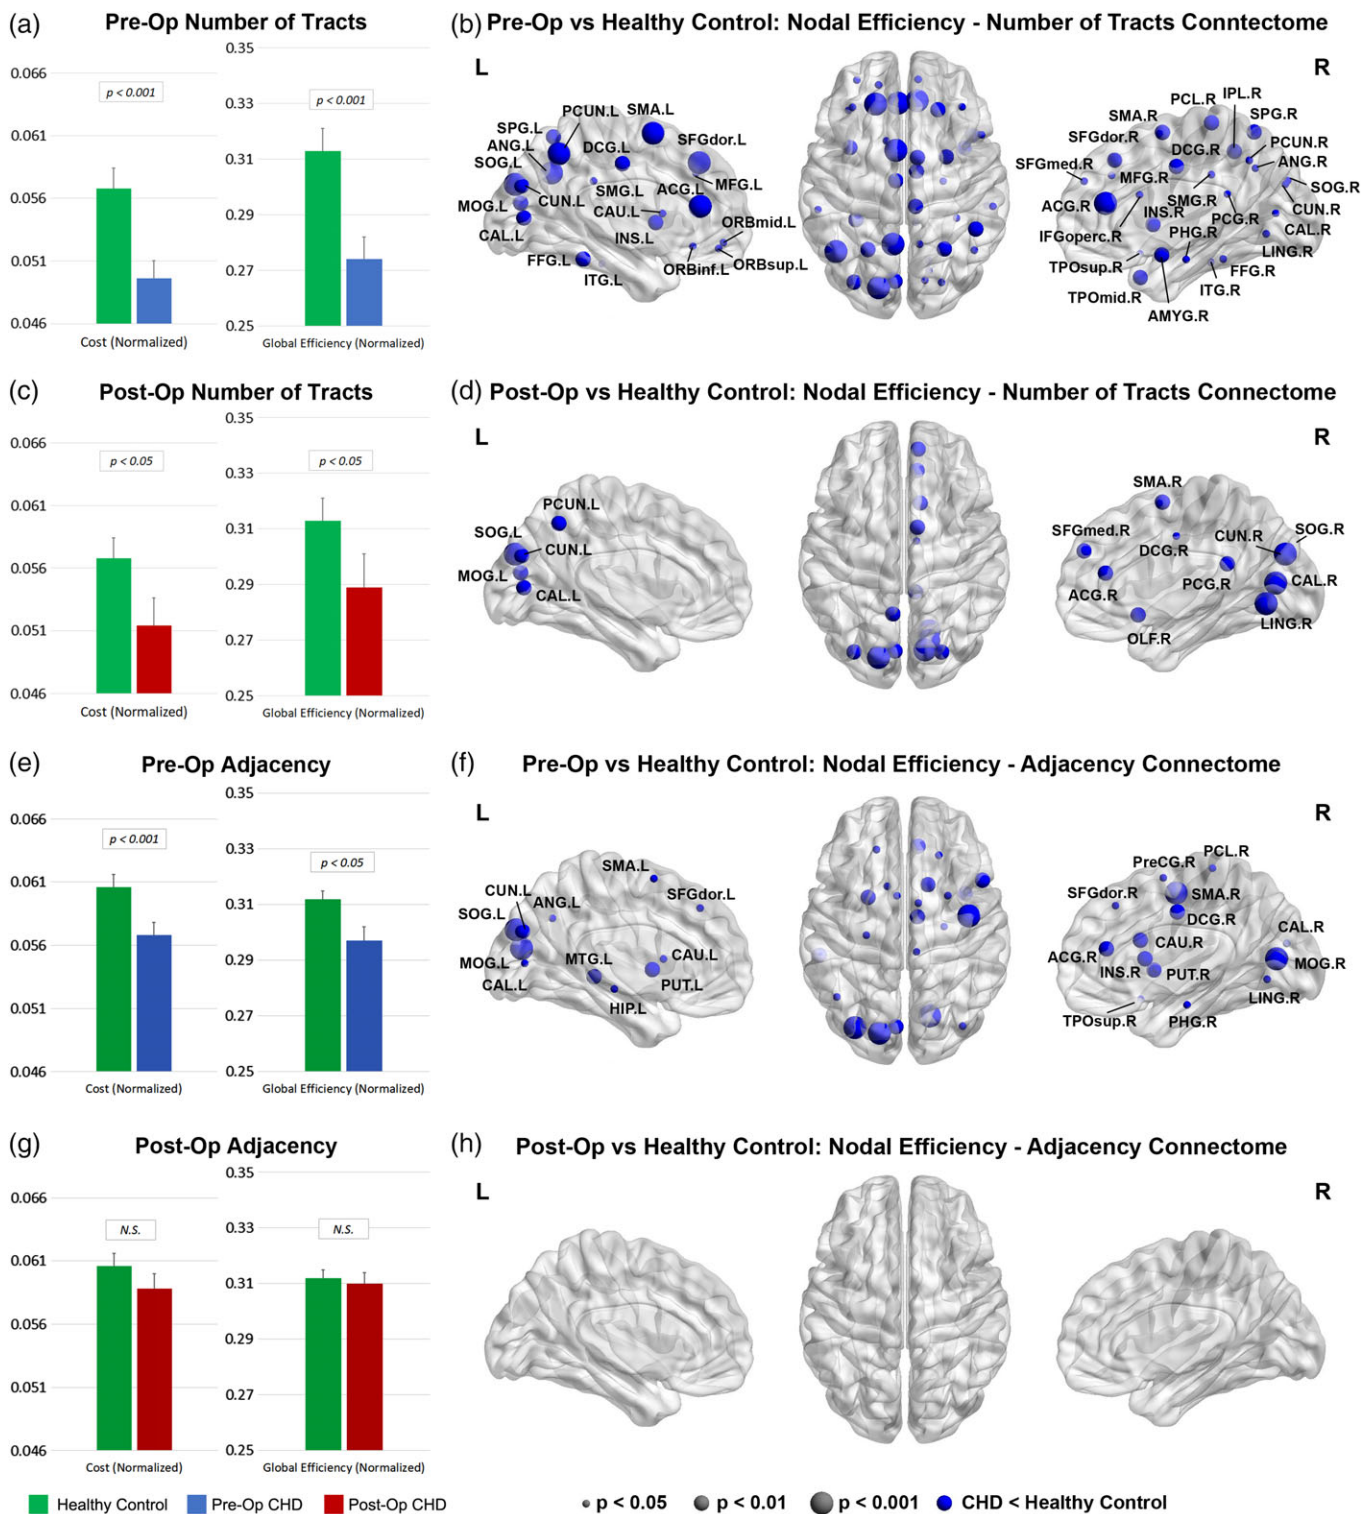 (a) Pre-Op Number of Tracts
0.066
0.061
0.056
0.051
0.046
p < 0.001
Cost (Normalized)
0.35
0.33
0.31
0.29
0.27
0.25
p < 0.001
Global Efficiency (Normalized)
(b) Pre-Op vs Healthy Control: Nodal Efficiency - Number of Tracts Conntectome
L
R
SPG.L
PCUN.L
SMA.L
ANG.L
DCG.L
SFGdor.L
SOG.L
CUN.L
SMG.L
ACG.L
MFG.L
MOG.L
CAU.L
ORBmid.L
CAL.L
INS.L
FFG.L
ITG.L
ORBinf.L
ORBsup.L
PCL.R
IPL.R
SMA.R
SPG.R
SFGdor.R
DCG.R
PCUN.R
SFGmed.R
MFG.R
ANG.R
SOG.R
ACG.R
SMG.R
CUN.R
INS.R
PCG.R
CAL.R
IFGoperc.R
PHG.R
LING.R
TPOsup.R
FFG.R
TPOmid.R
ITG.R
AMYG.R
(c) Post-Op Number of Tracts
0.066
0.061
0.056
0.051
0.046
p < 0.05
Cost (Normalized)
0.35
0.33
0.31
0.29
0.27
0.25
p < 0.05
Global Efficiency (Normalized)
(d) Post-Op vs Healthy Control: Nodal Efficiency - Number of Tracts Connectome
L
R
PCUN.L
SOG.L
CUN.L
MOG.L
CAL.L
SMA.R
SFGmed.R
DCG.R
CUN.R
SOG.R
ACG.R
PCG.R
CAL.R
OLF.R
LING.R
(e) Pre-Op Adjacency
0.066
0.061
0.056
0.051
0.046
p < 0.001
Cost (Normalized)
0.35
0.33
0.31
0.29
0.27
0.25
p < 0.05
Global Efficiency (Normalized)
(f) Pre-Op vs Healthy Control: Nodal Efficiency - Adjacency Connectome
L
R
SMA.L
CUN.L
ANG.L
SFGdor.L
SOG.L
MOG.L
MTG.L
CAU.L
CAL.L
PUT.L
HIP.L
PCL.R
PreCG.R
SFGdor.R
SMA.R
DCG.R
CAL.R
ACG.R
CAU.R
MOG.R
INS.R
PUT.R
LING.R
TPOsup.R
PHG.R
(g) Post-Op Adjacency
0.066
0.061
0.056
0.051
0.046
N.S.
Cost (Normalized)
0.35
0.33
0.31
0.29
0.27
0.25
N.S.
Global Efficiency (Normalized)
(h) Post-Op vs Healthy Control: Nodal Efficiency - Adjacency Connectome
L
R
Healthy Control Pre-Op CHD Post-Op CHD
p < 0.05 p < 0.01 p < 0.001 CHD < Healthy Control